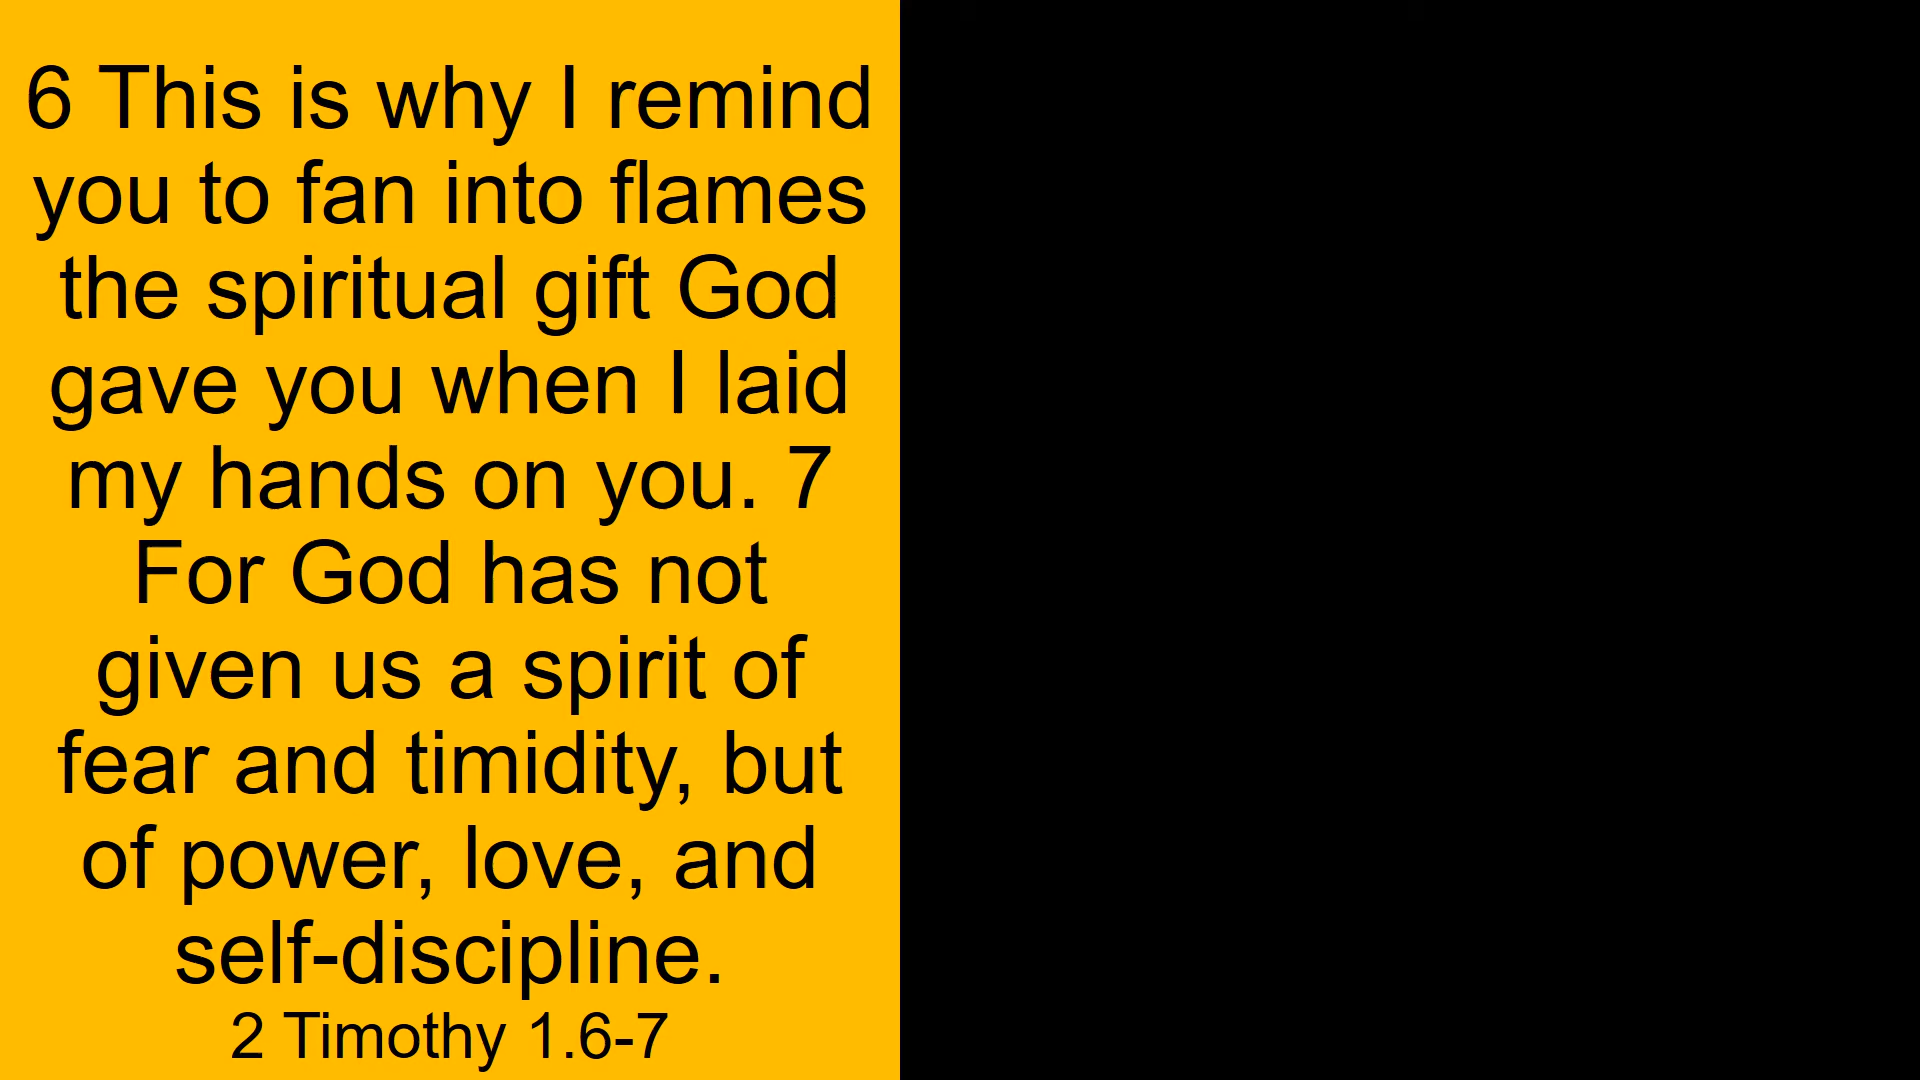 6 This is why I remind
you to fan into flames
the spiritual gift God
gave you when I laid
my hands on you. 7
For God has not
given us a spirit of
fear and timidity, but
of power, love, and
self-discipline.
2 Timothy 1.6-7